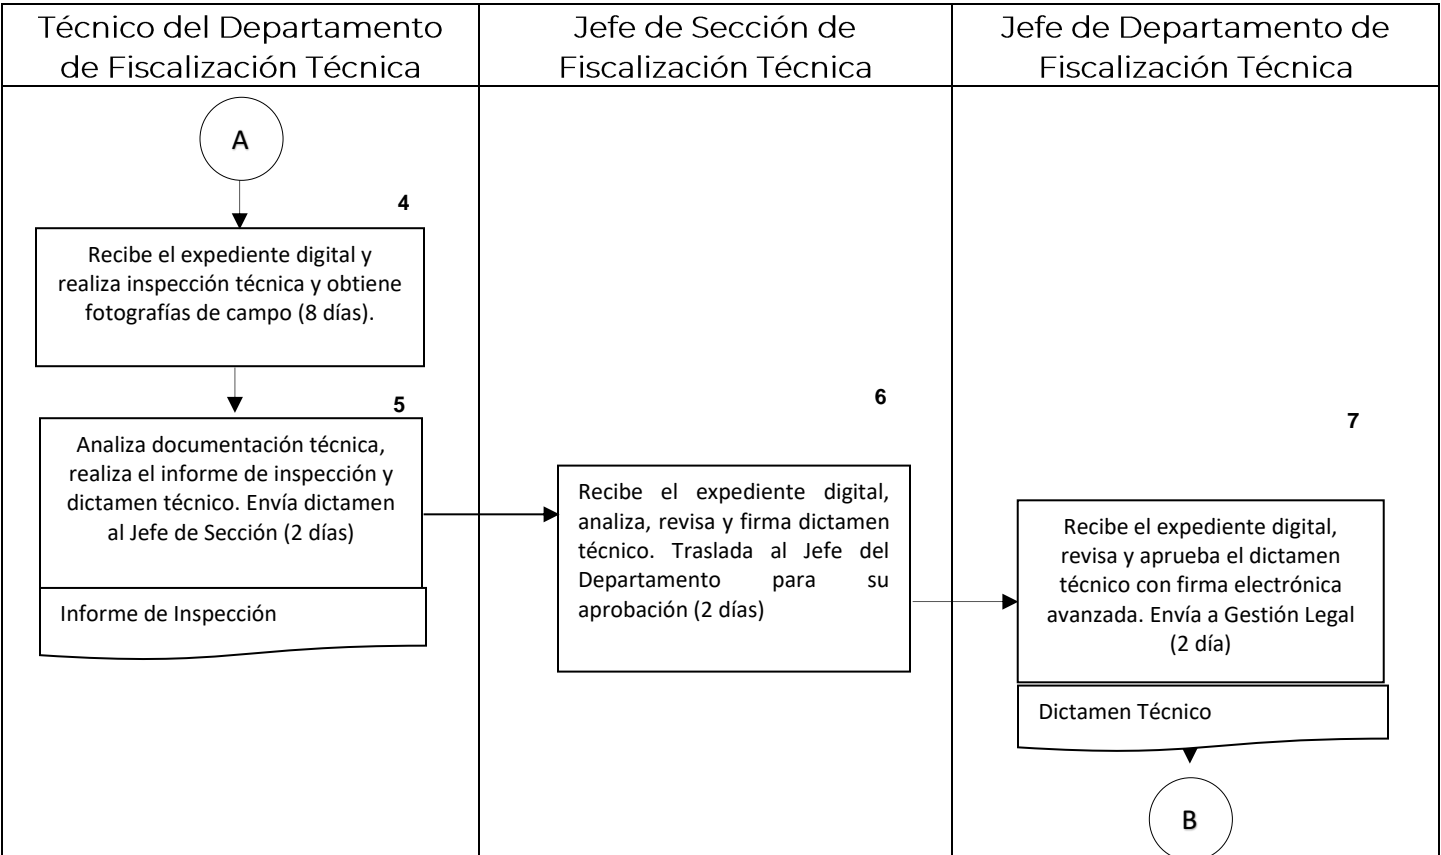 Técnico del Departamento
de Fiscalización Técnica
Jefe de Sección de
Fiscalización Técnica
Jefe de Departamento de
Fiscalización Técnica
A
4
Recibe el expediente digital y
realiza inspección técnica y obtiene
fotografías de campo (8 días).
5
Analiza documentación técnica,
realiza el informe de inspección y
dictamen técnico. Envía dictamen
al Jefe de Sección (2 días)
Informe de Inspección
6
Recibe el expediente digital,
analiza, revisa y firma dictamen
técnico. Traslada al Jefe del
Departamento para su
aprobación (2 días)
7
Recibe el expediente digital,
revisa y aprueba el dictamen
técnico con firma electrónica
avanzada. Envía a Gestión Legal
(2 día)
Dictamen Técnico
B